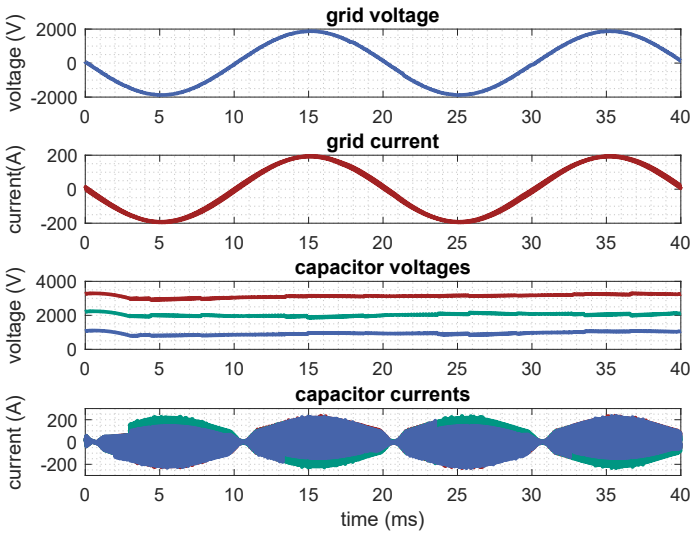 grid voltage
voltage (V)
2000
0
-2000
0 5 10 15 20 25 30 35 40
grid current
current(A)
200
0
-200
0 5 10 15 20 25 30 35 40
capacitor voltages
voltage (V)
4000
2000
0
0 5 10 15 20 25 30 35 40
capacitor currents
current (A)
200
0
-200
0 5 10 15 20 25 30 35 40
time (ms)